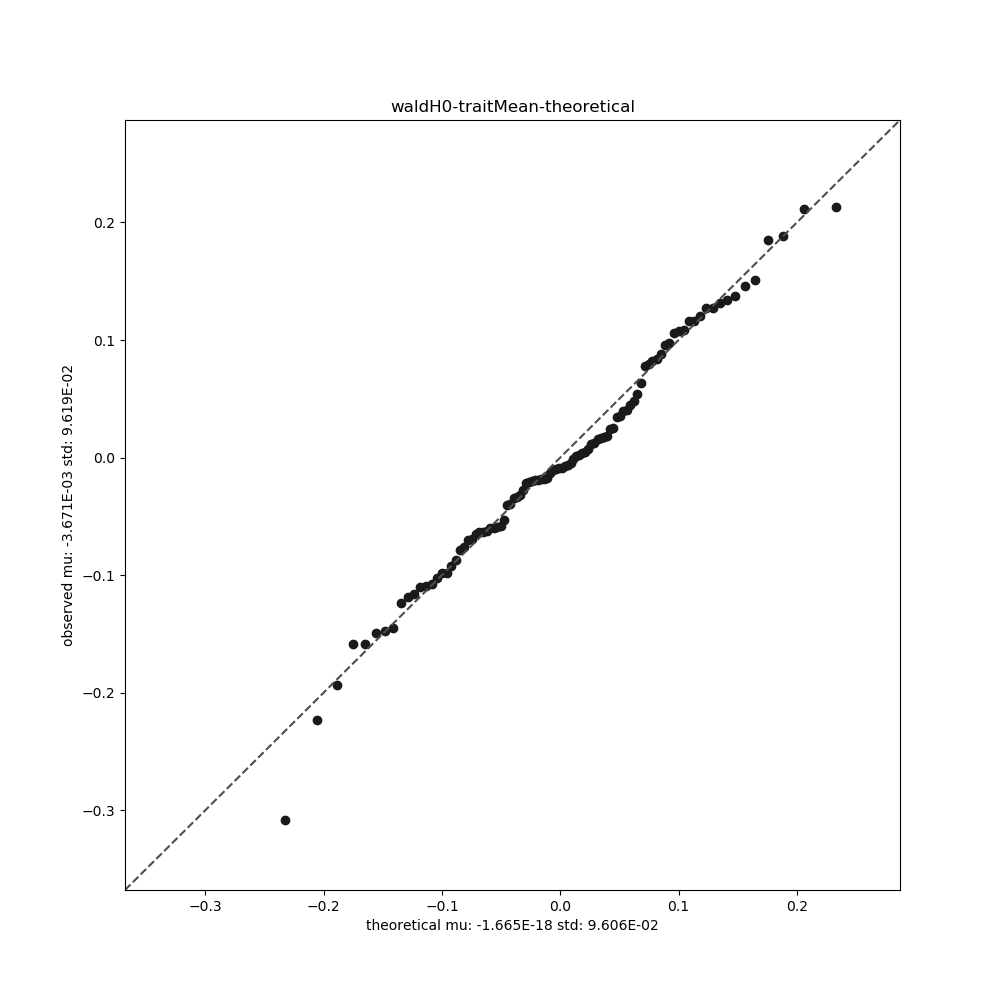 waldH0-traitMean-theoretical
0.2
0.1
0.0
−0.1
−0.2
−0.3
observed mu: -3.671E-03 std: 9.619E-02
−0.3 −0.2 −0.1 0.0 0.1 0.2
theoretical mu: -1.665E-18 std: 9.606E-02